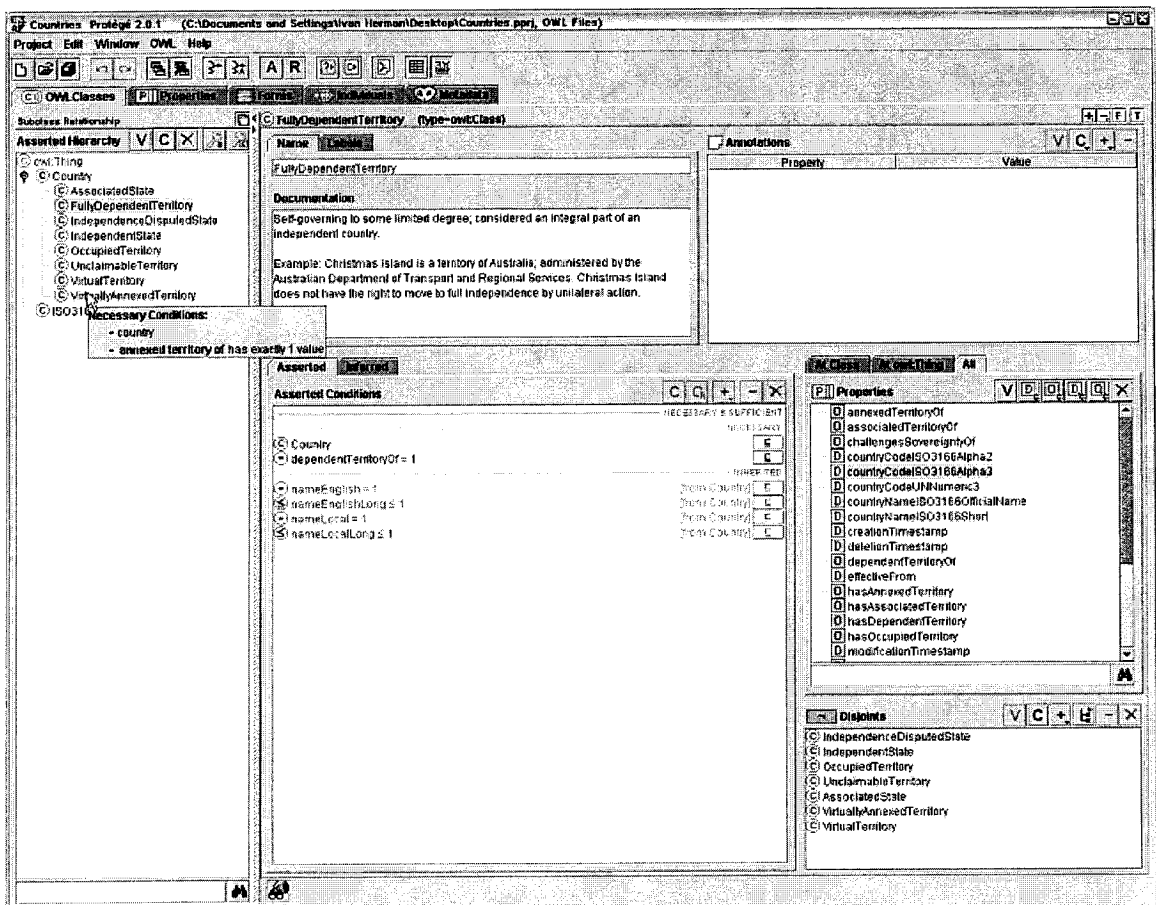 Countries Protégé 2.0.1 (C:\Documents and Settings\Ivan Herman\Desktop\Countries.pprj, OWL Files)
Project Edit Window OWL Help
A R
OWLClasses Properties Forms Individuals Metadata
Subclass Relationship
Asserted Hierarchy V C X
owl:Thing
Country
AssociatedState
FullyDependentTerritory
IndependenceDisputedState
IndependentState
OccupiedTerritory
UnclaimableTerritory
VirtualTerritory
VirtuallyAnnexedTerritory
ISO316
Necessary Conditions:
- country
- annexed territory of has exactly 1 value
FullyDependentTerritory (type=owl:Class)
+ - F T
Name Labels
FullyDependentTerritory
Documentation
Self-governing to some limited degree; considered an integral part of an
independent country.
Example: Christmas Island is a territory of Australia; administered by the
Australian Department of Transport and Regional Services. Christmas Island
does not have the right to move to full independence by unilateral action.
Annotations V C + -
Property Value
Asserted Inferred
Asserted Conditions C + - X
NECESSARY & SUFFICIENT
NECESSARY
Country
dependentTerritoryOf = 1
INHERITED
nameEnglish = 1 [from Country]
nameEnglishLong ≤ 1 [from Country]
nameLocal = 1 [from Country]
nameLocalLong ≤ 1 [from Country]
All
Properties V D O D O X
O annexedTerritoryOf
O associatedTerritoryOf
O challengesSovereigntyOf
D countryCodeISO3166Alpha2
D countryCodeISO3166Alpha3
D countryCodeUNNumeric3
D countryNameISO3166OfficialName
D countryNameISO3166Short
D creationTimestamp
D deletionTimestamp
O dependentTerritoryOf
D effectiveFrom
O hasAnnexedTerritory
O hasAssociatedTerritory
O hasDependentTerritory
O hasOccupiedTerritory
D modificationTimestamp
Disjoints V C + - X
IndependenceDisputedState
IndependentState
OccupiedTerritory
UnclaimableTerritory
AssociatedState
VirtuallyAnnexedTerritory
VirtualTerritory